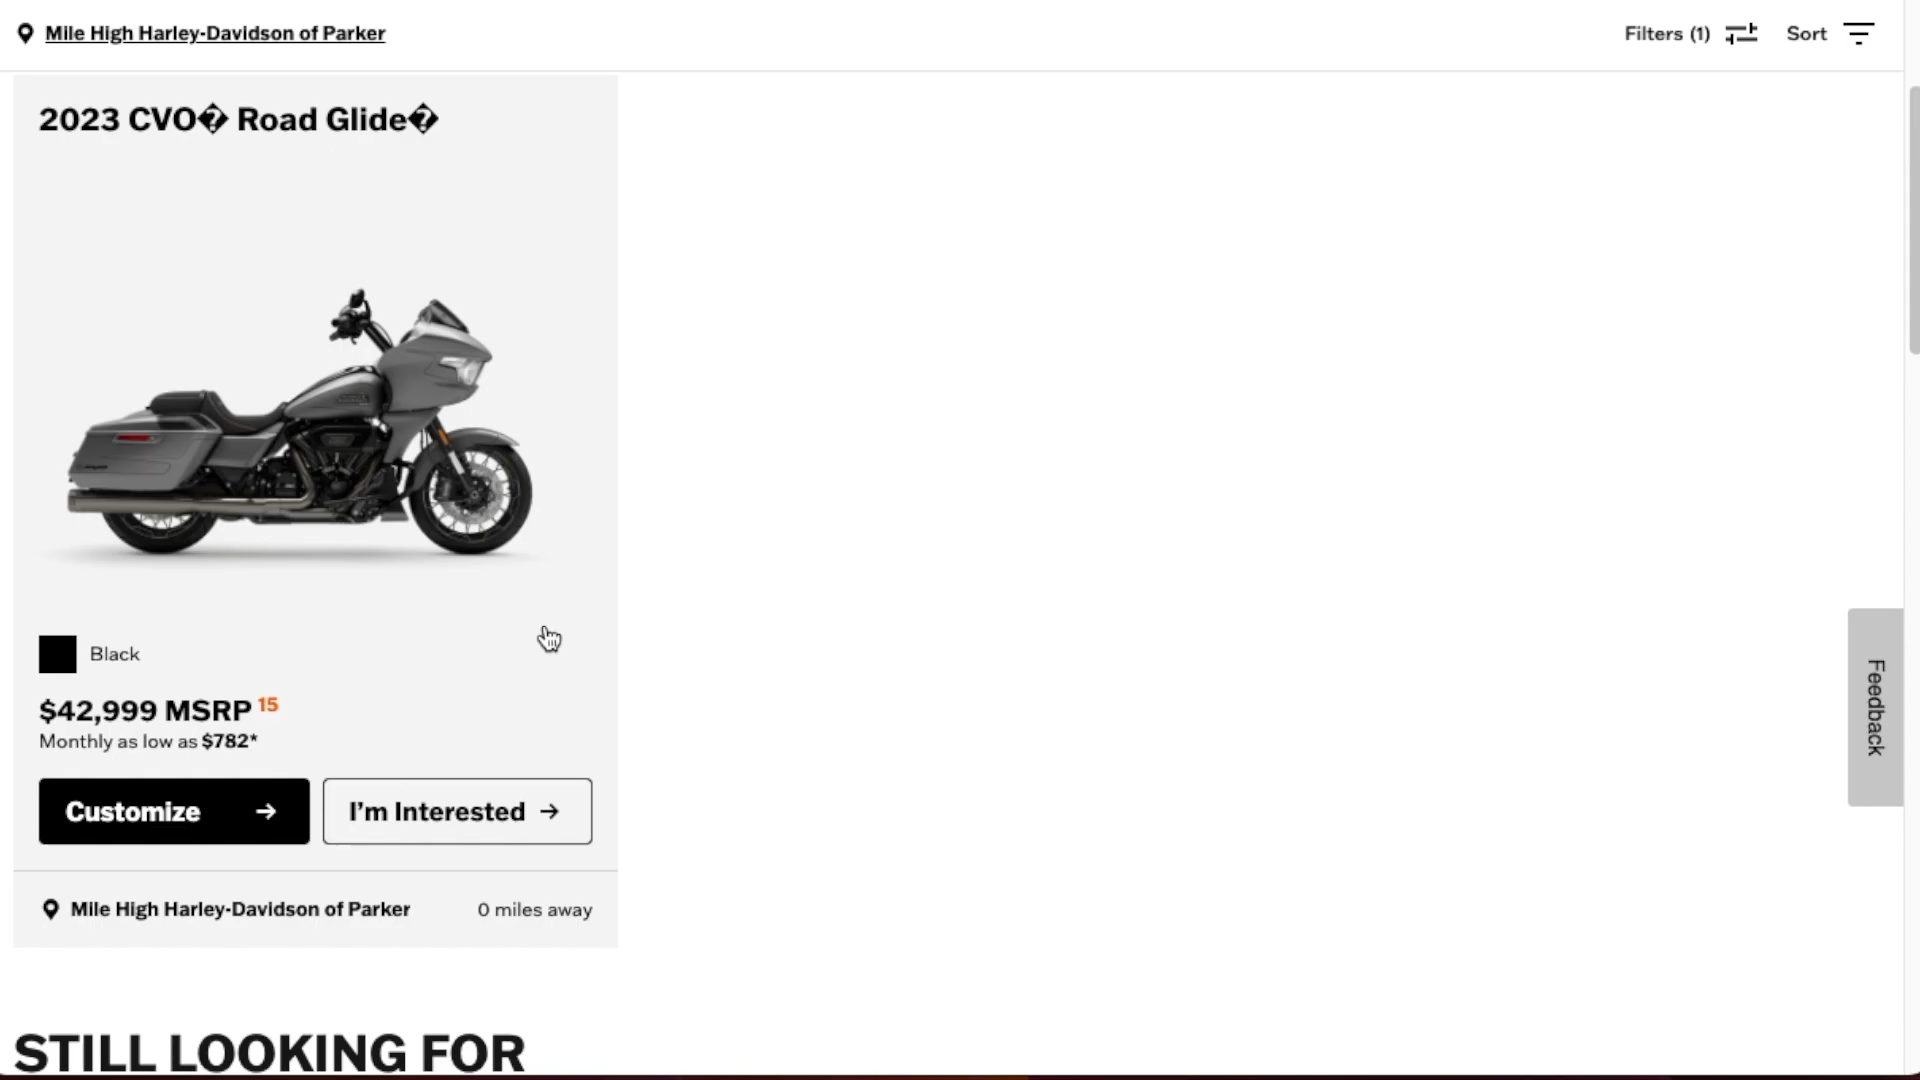 Mile High Harley-Davidson of Parker
Filters (1)
Sort
2023 CVO� Road Glide�
Black
$42,999 MSRP 15
Monthly as low as $782*
Customize →
I'm Interested →
Mile High Harley-Davidson of Parker
0 miles away
Feedback
STILL LOOKING FOR